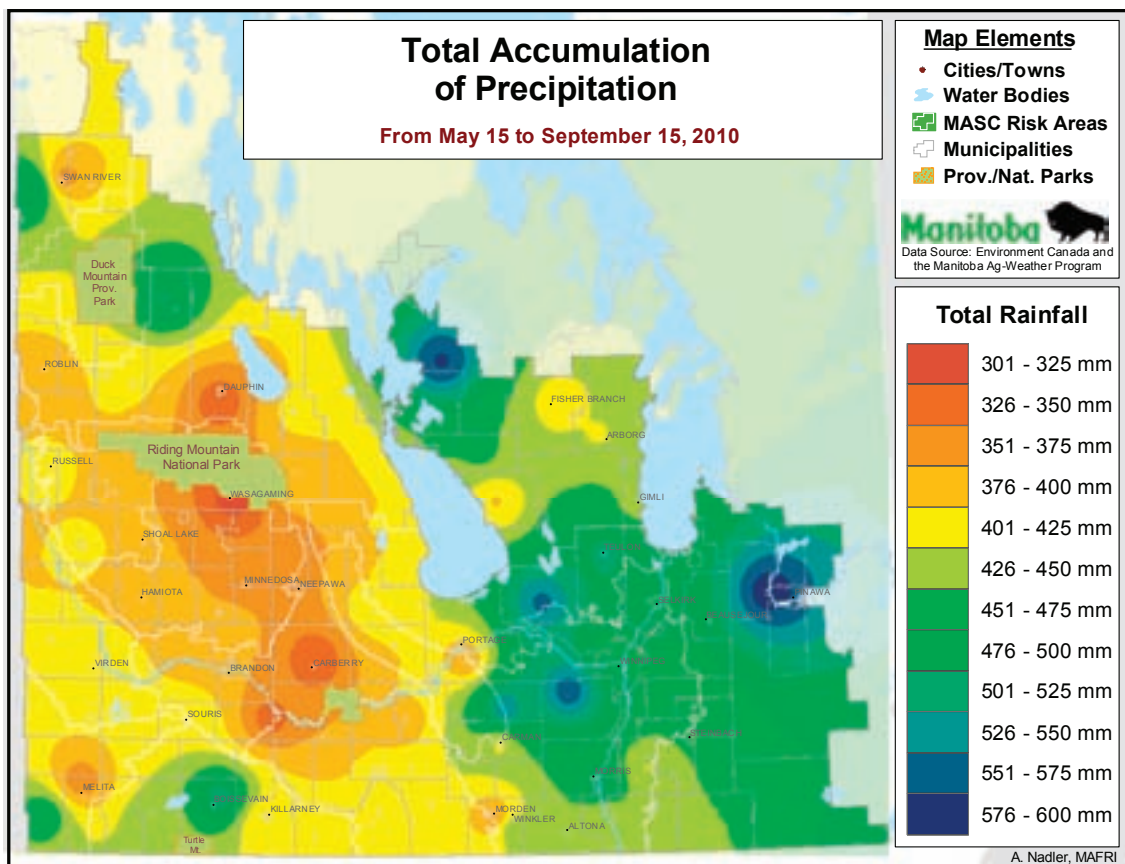 Total Accumulation
of Precipitation
From May 15 to September 15, 2010
Map Elements
Cities/Towns
Water Bodies
MASC Risk Areas
Municipalities
Prov./Nat. Parks
Manitoba
Data Source: Environment Canada and
the Manitoba Ag-Weather Program
Total Rainfall
301 - 325 mm
326 - 350 mm
351 - 375 mm
376 - 400 mm
401 - 425 mm
426 - 450 mm
451 - 475 mm
476 - 500 mm
501 - 525 mm
526 - 550 mm
551 - 575 mm
576 - 600 mm
A. Nadler, MAFRI
SWAN RIVER
Duck
Mountain
Prov.
Park
ROBLIN
DAUPHIN
FISHER BRANCH
ARBORG
Riding Mountain
National Park
RUSSELL
WASAGAMING
GIMLI
SHOAL LAKE
MINNEDOSA
NEEPAWA
HAMIOTA
PORTAGE
VIRDEN
BRANDON
CARBERRY
SOURIS
MELITA
KILLARNEY
MORDEN
WINKLER
ALTONA
Turtle
Mt.